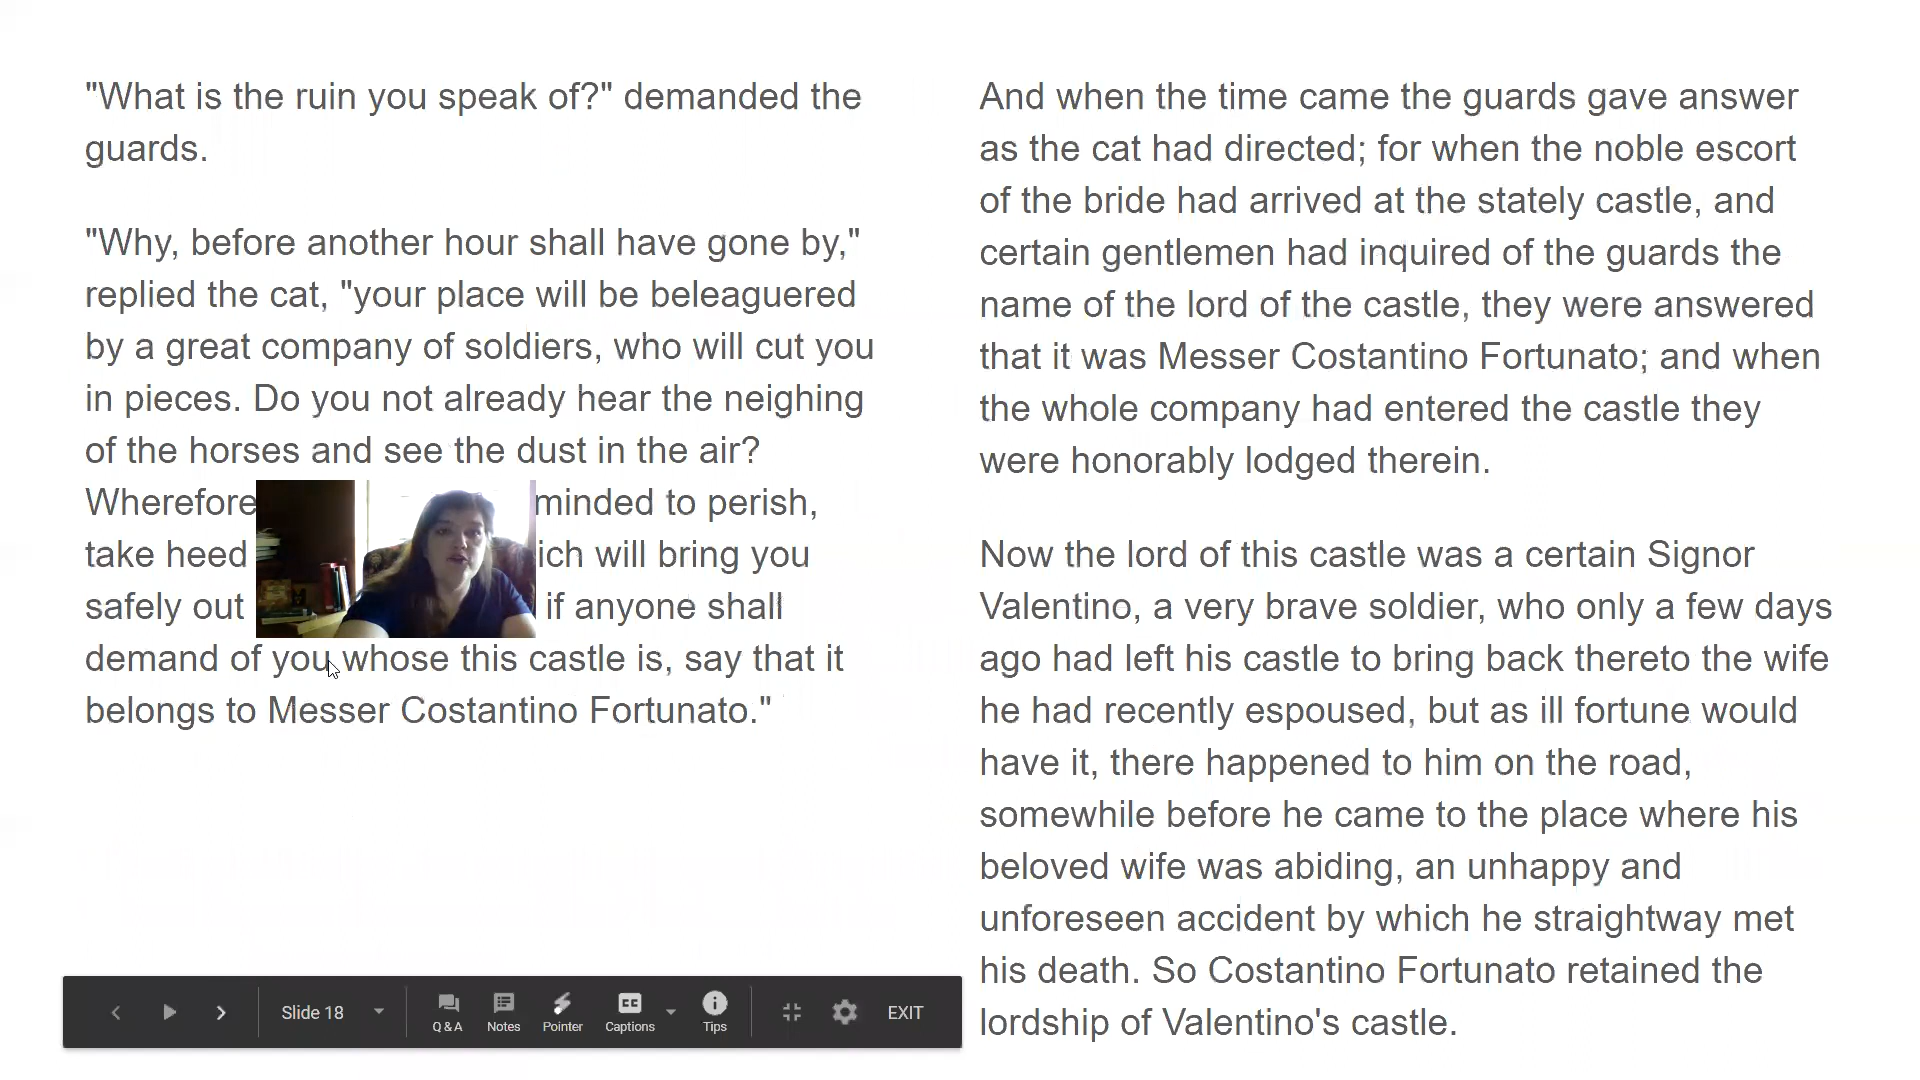 "What is the ruin you speak of?" demanded the
guards.
"Why, before another hour shall have gone by,"
replied the cat, "your place will be beleaguered
by a great company of soldiers, who will cut you
in pieces. Do you not already hear the neighing
of the horses and see the dust in the air?
Wherefore minded to perish,
take heed ich will bring you
safely out if anyone shall
demand of you whose this castle is, say that it
belongs to Messer Costantino Fortunato."
And when the time came the guards gave answer
as the cat had directed; for when the noble escort
of the bride had arrived at the stately castle, and
certain gentlemen had inquired of the guards the
name of the lord of the castle, they were answered
that it was Messer Costantino Fortunato; and when
the whole company had entered the castle they
were honorably lodged therein.
Now the lord of this castle was a certain Signor
Valentino, a very brave soldier, who only a few days
ago had left his castle to bring back thereto the wife
he had recently espoused, but as ill fortune would
have it, there happened to him on the road,
somewhile before he came to the place where his
beloved wife was abiding, an unhappy and
unforeseen accident by which he straightway met
his death. So Costantino Fortunato retained the
lordship of Valentino's castle.
Slide 18
Q & A Notes Pointer Captions Tips
EXIT